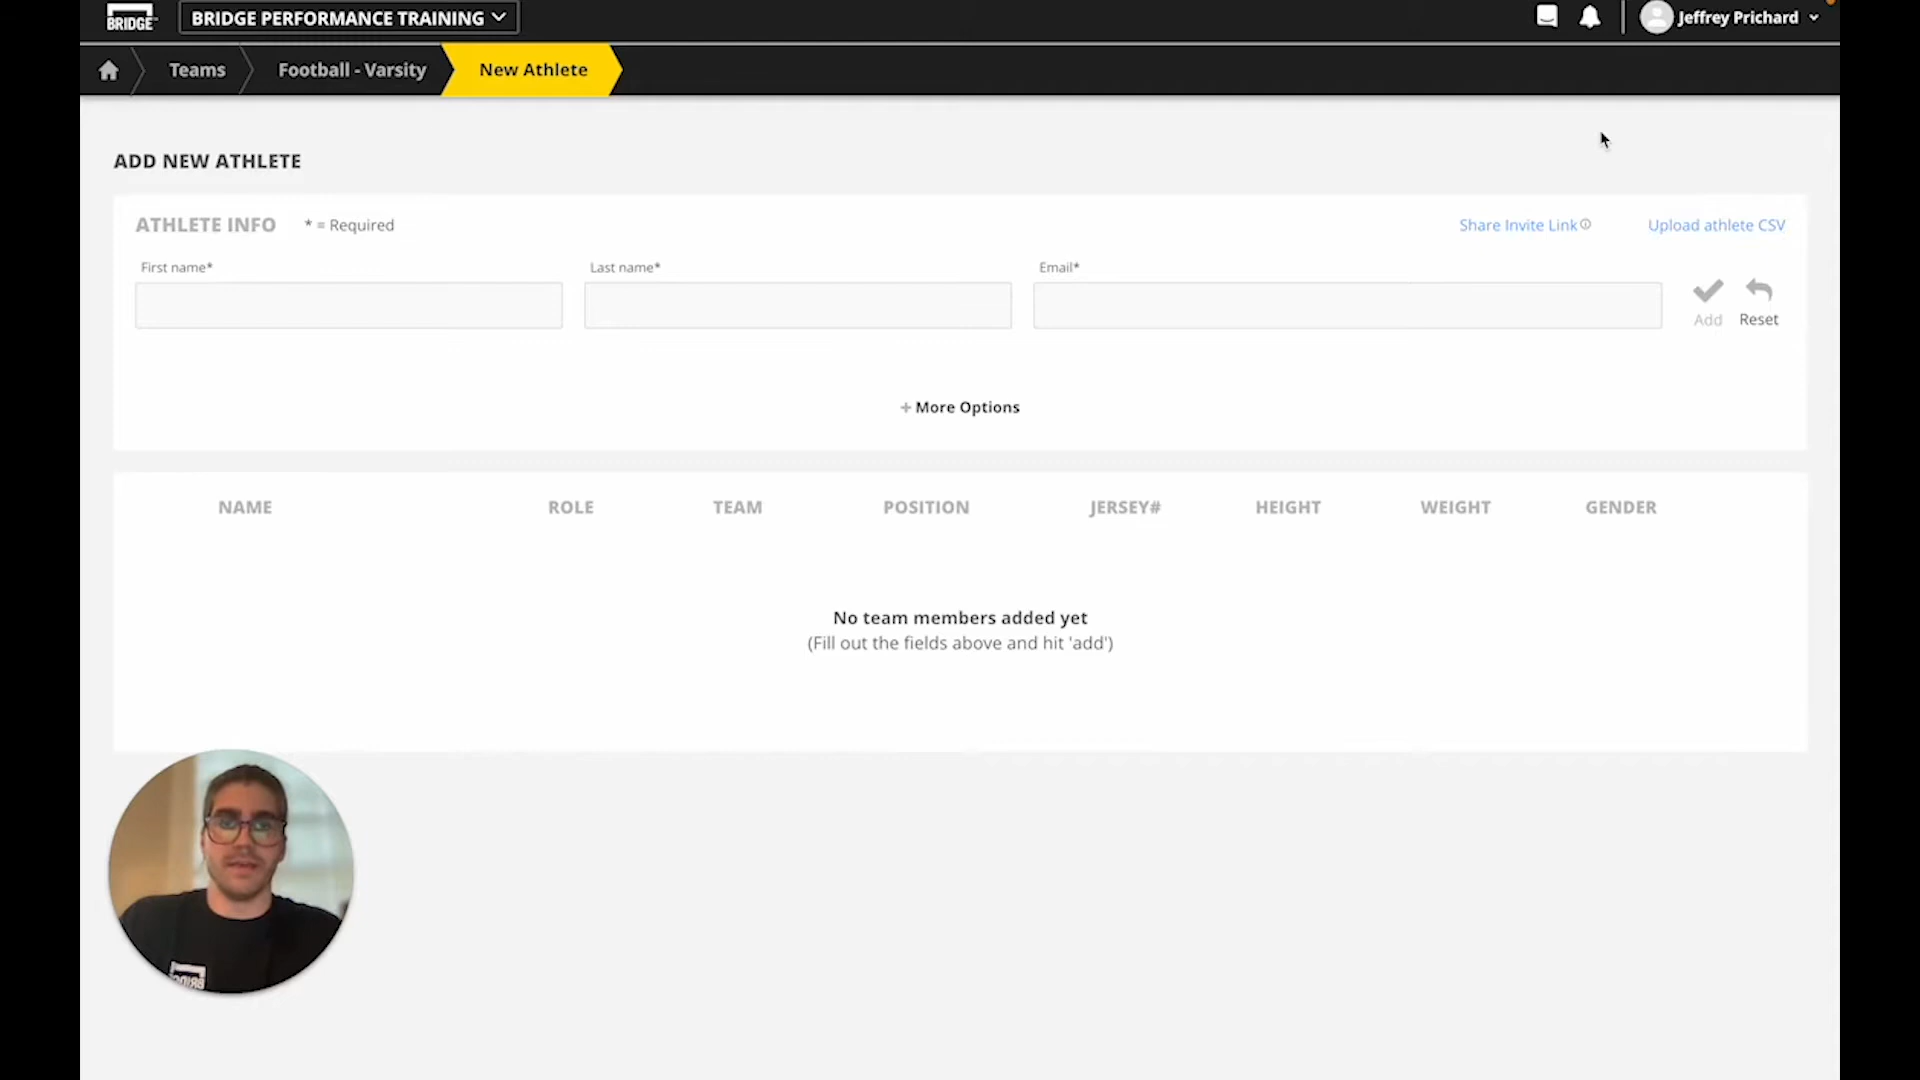 BRIDGE
BRIDGE PERFORMANCE TRAINING
Jeffrey Prichard
Teams
Football - Varsity
New Athlete
ADD NEW ATHLETE
ATHLETE INFO
* = Required
Share Invite Link
Upload athlete CSV
First name*
Last name*
Email*
Add
Reset
+ More Options
NAME ROLE TEAM POSITION JERSEY# HEIGHT WEIGHT GENDER
No team members added yet
(Fill out the fields above and hit 'add')
BRIDGE